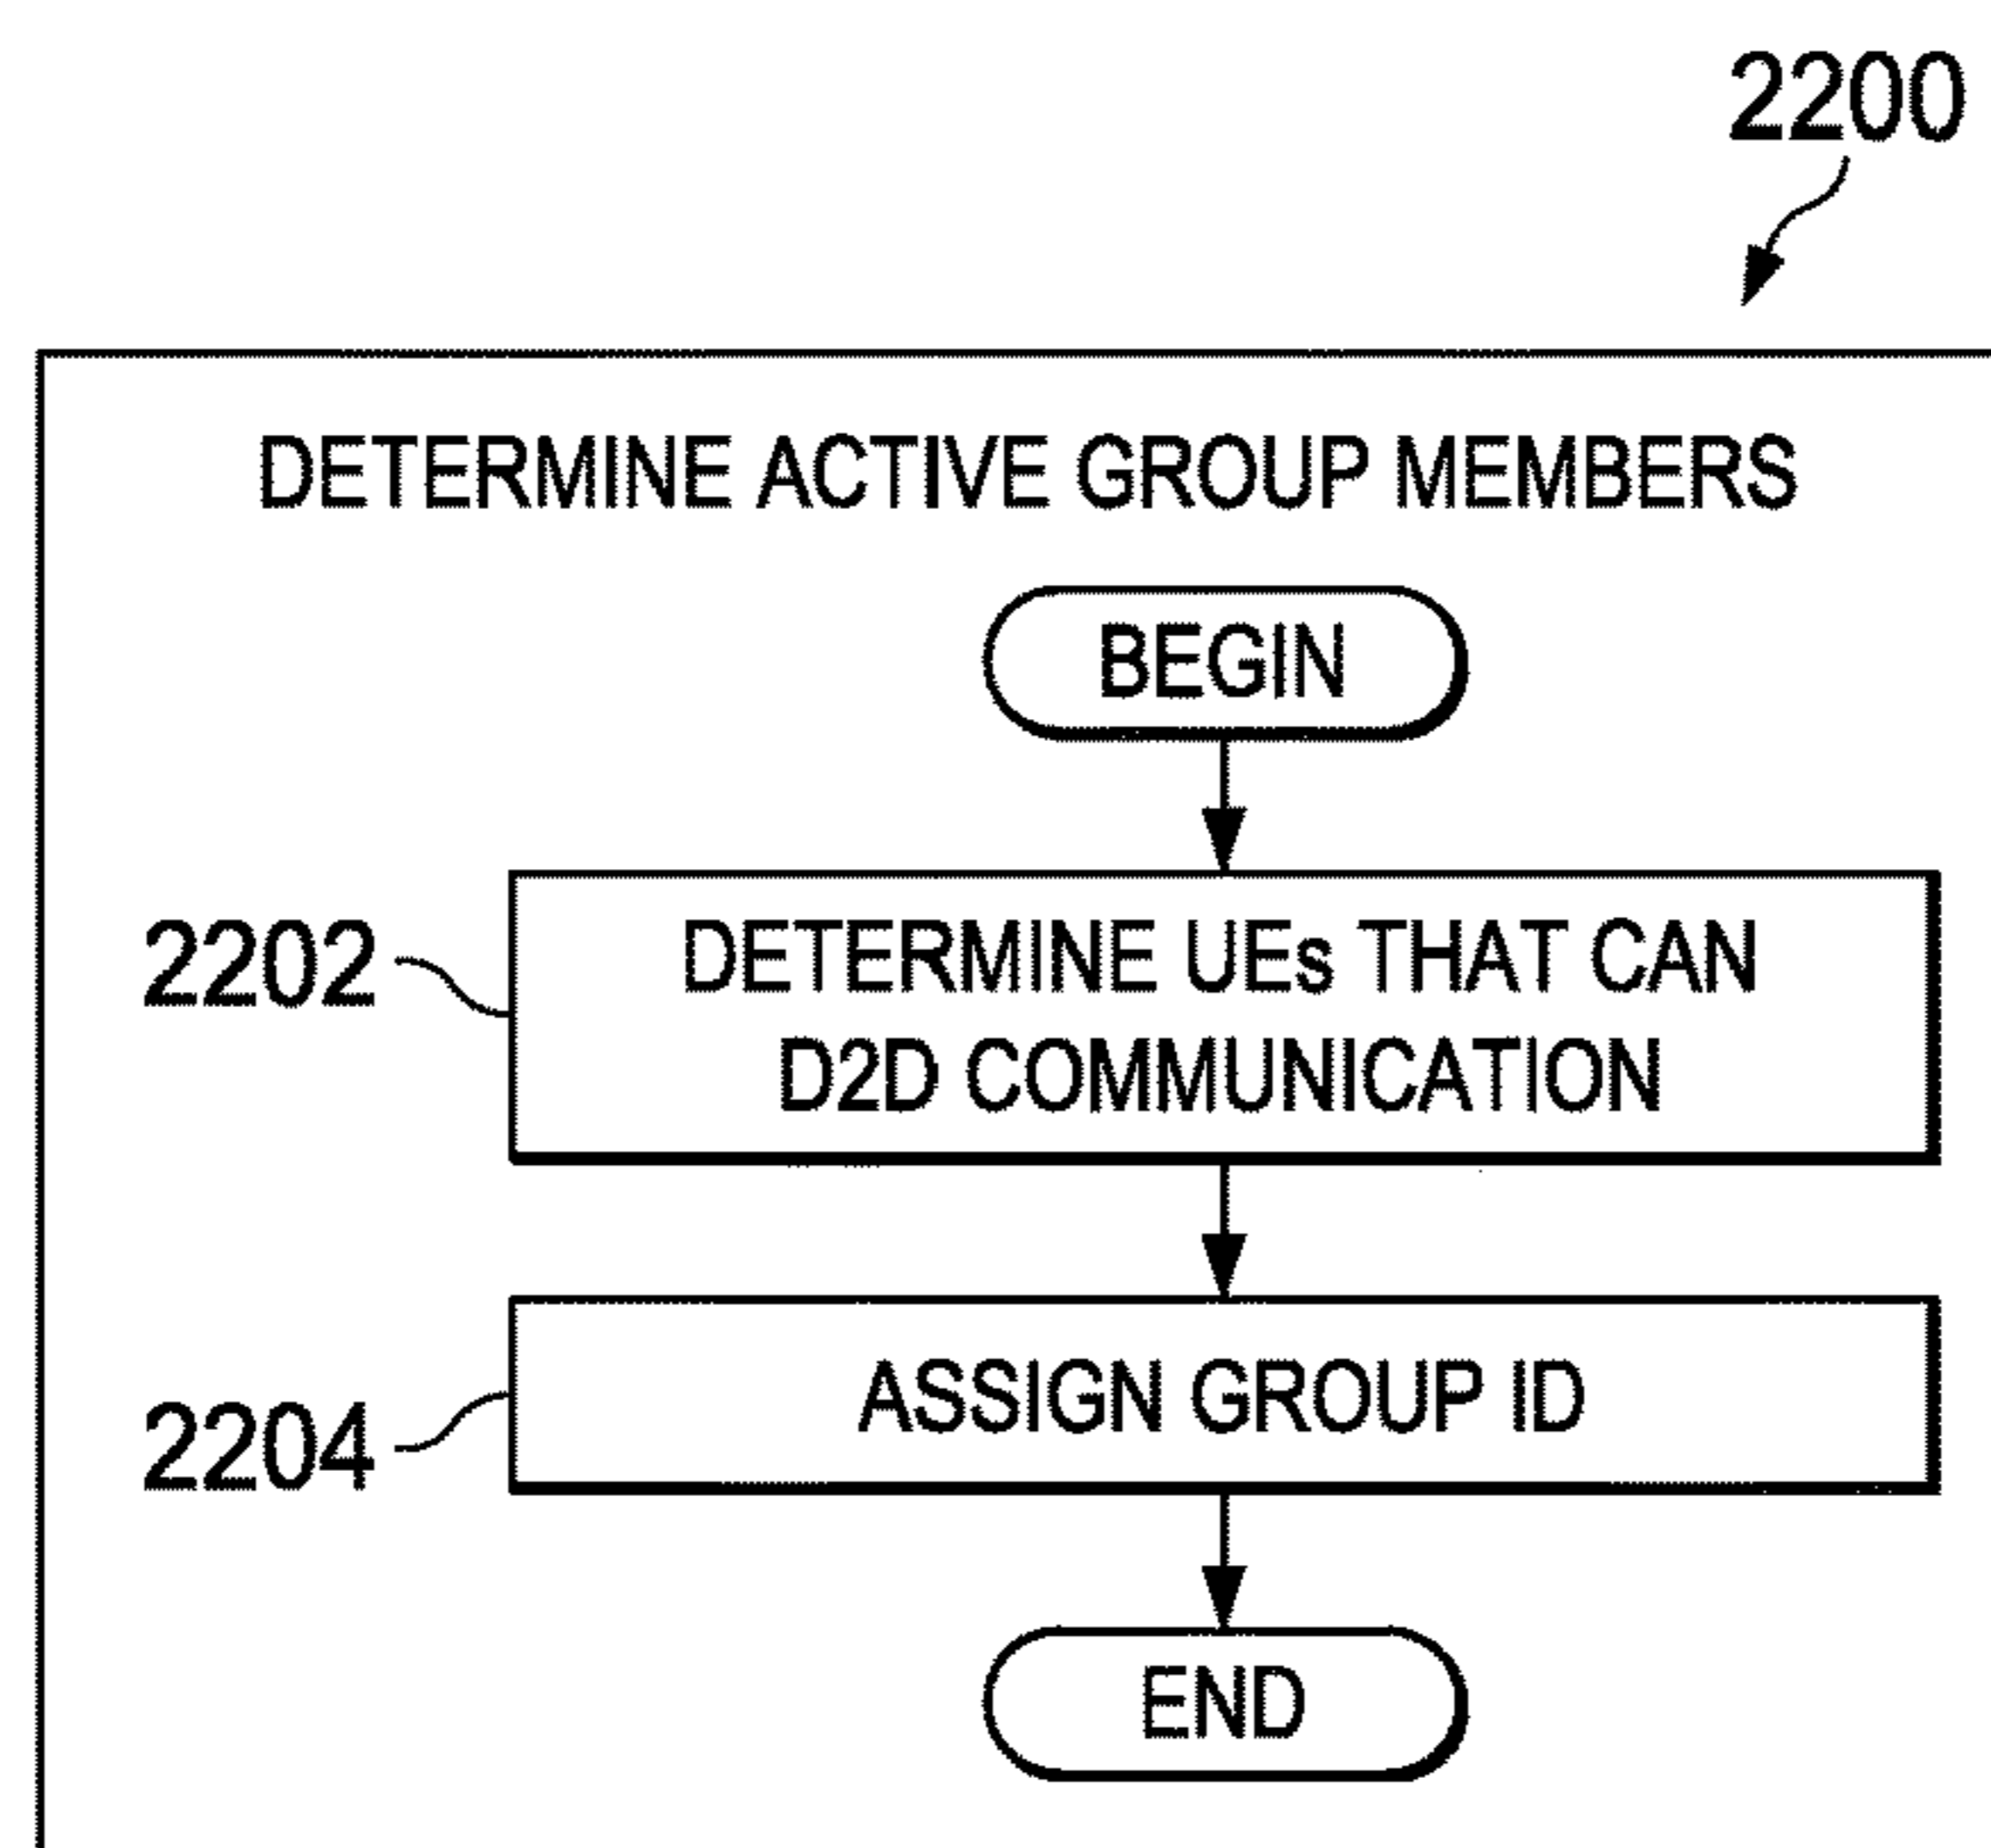 2200
DETERMINE ACTIVE GROUP MEMBERS
BEGIN
2202
DETERMINE UEs THAT CAN
D2D COMMUNICATION
2204
ASSIGN GROUP ID
END